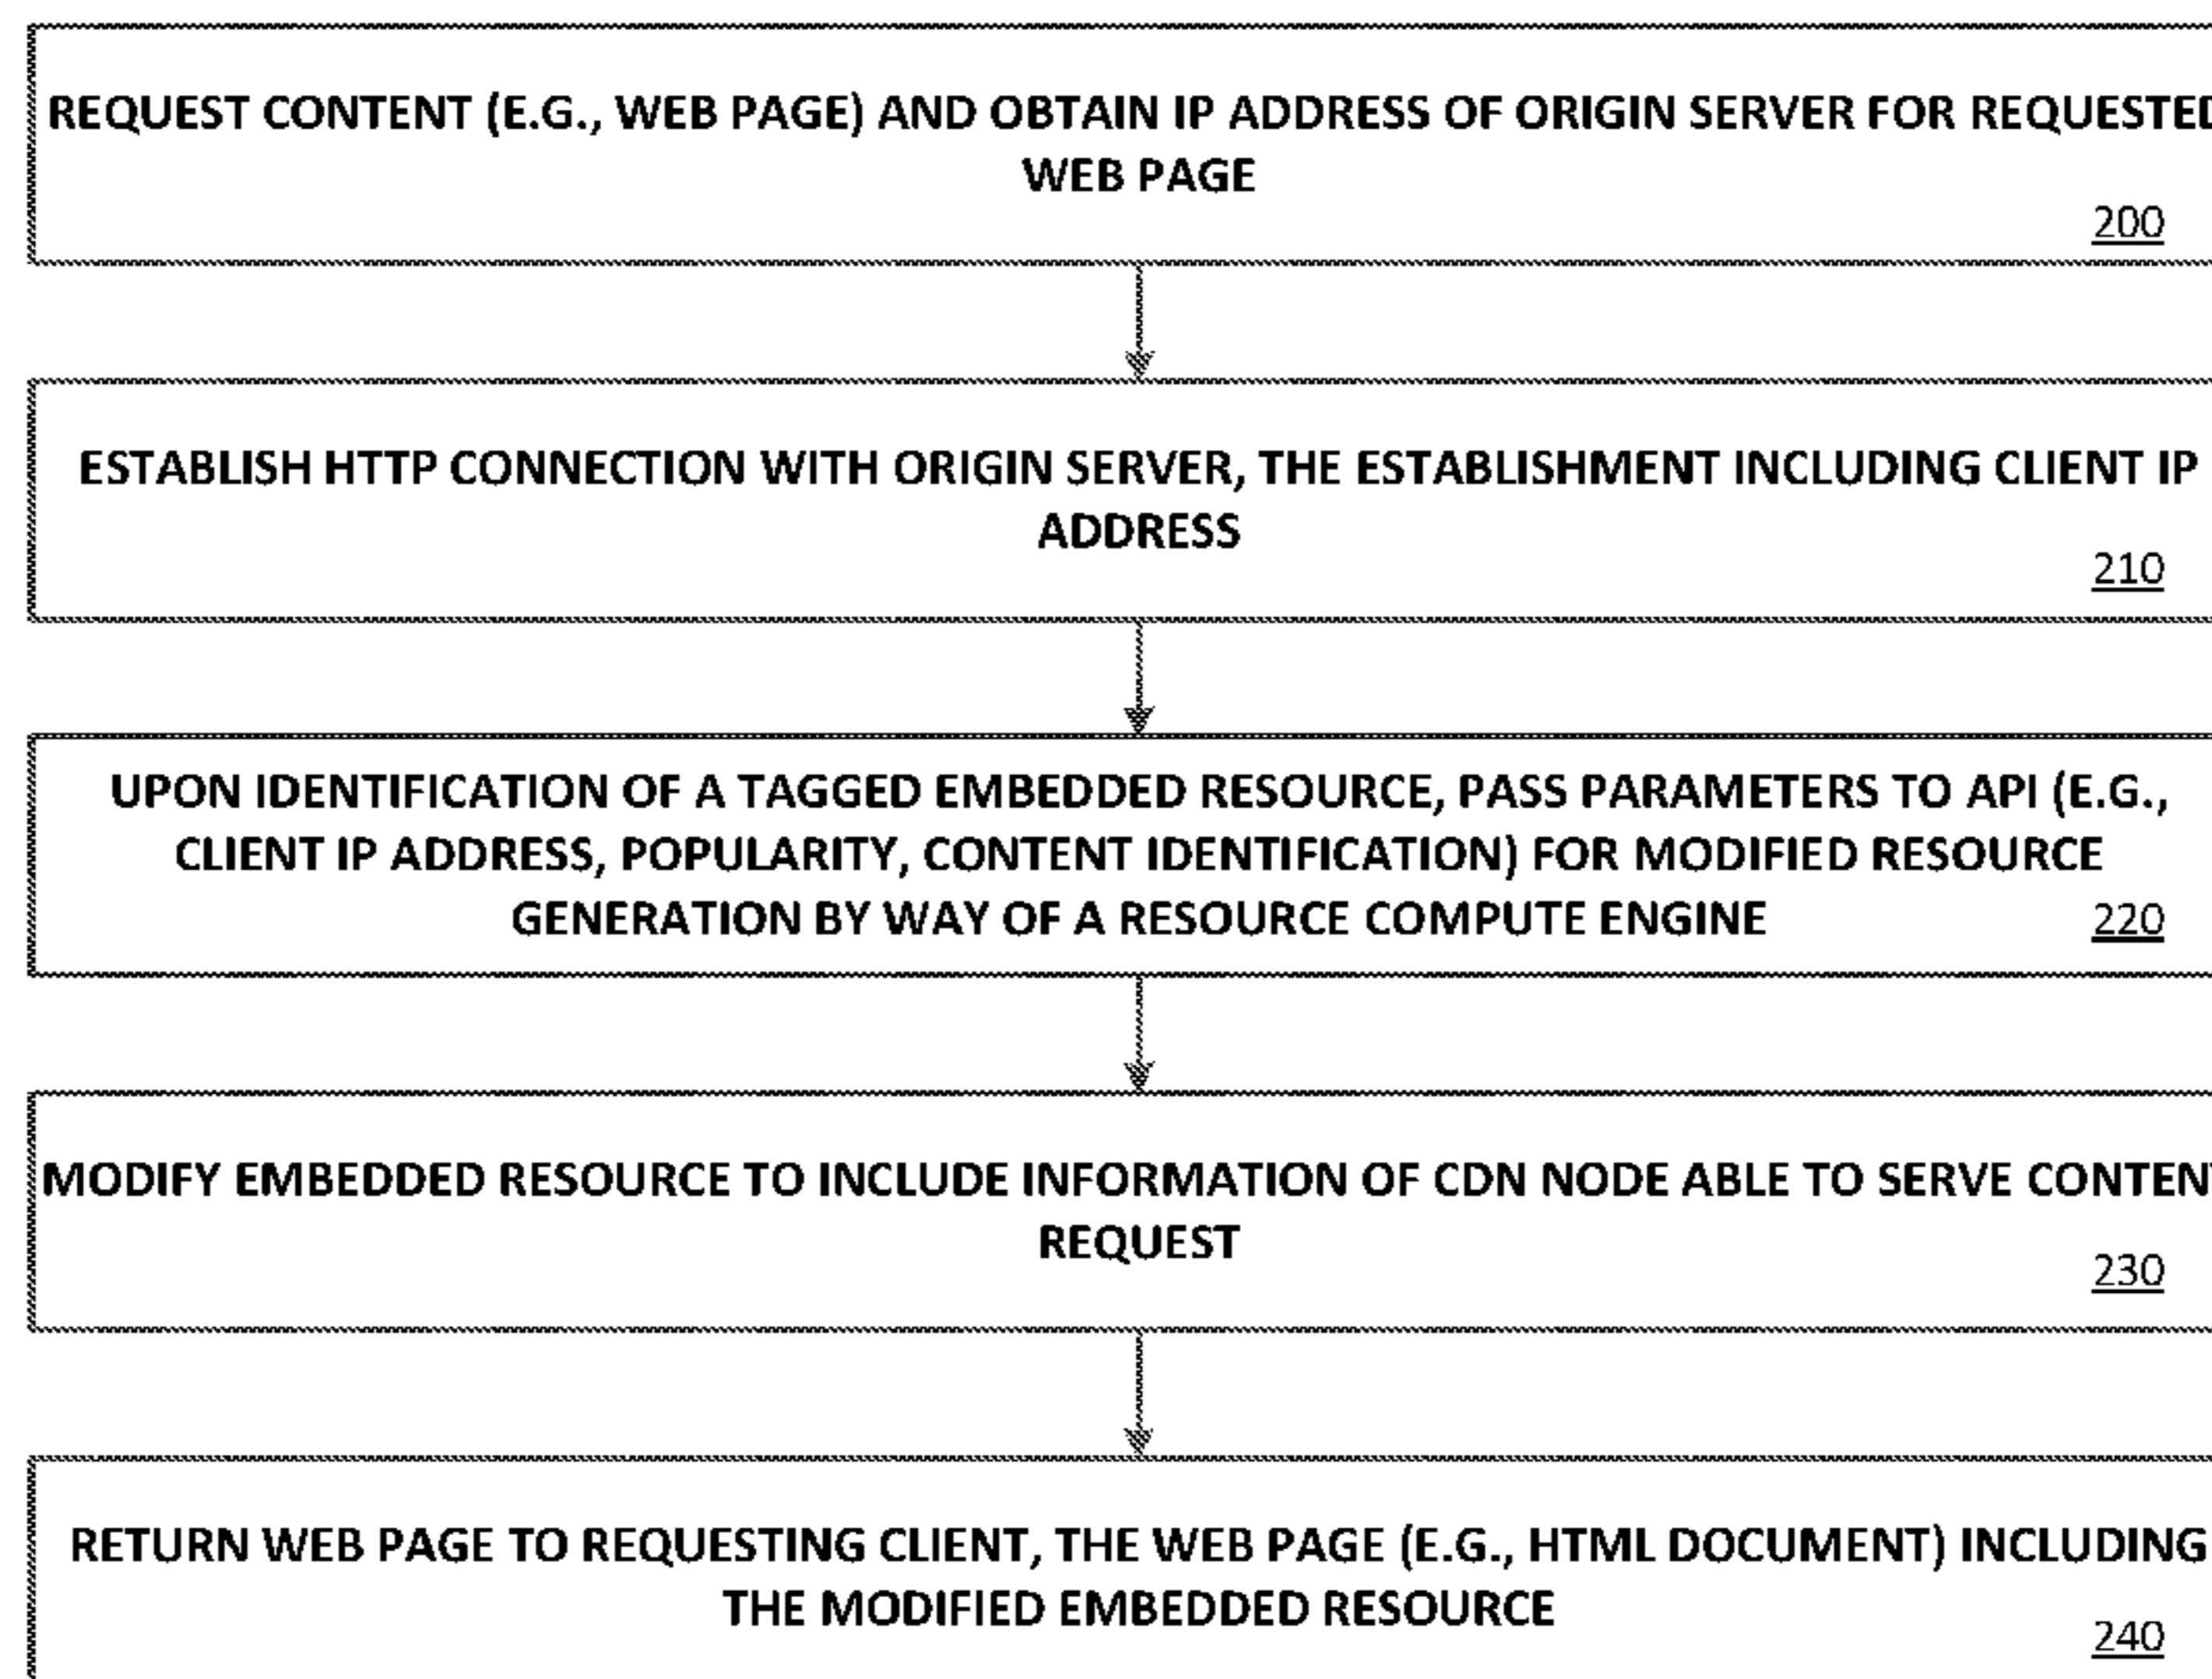 REQUEST CONTENT (E.G., WEB PAGE) AND OBTAIN IP ADDRESS OF ORIGIN SERVER FOR REQUESTED
WEB PAGE
200
ESTABLISH HTTP CONNECTION WITH ORIGIN SERVER, THE ESTABLISHMENT INCLUDING CLIENT IP
ADDRESS
210
UPON IDENTIFICATION OF A TAGGED EMBEDDED RESOURCE, PASS PARAMETERS TO API (E.G.,
CLIENT IP ADDRESS, POPULARITY, CONTENT IDENTIFICATION) FOR MODIFIED RESOURCE
GENERATION BY WAY OF A RESOURCE COMPUTE ENGINE 220
MODIFY EMBEDDED RESOURCE TO INCLUDE INFORMATION OF CDN NODE ABLE TO SERVE CONTENT
REQUEST
230
RETURN WEB PAGE TO REQUESTING CLIENT, THE WEB PAGE (E.G., HTML DOCUMENT) INCLUDING
THE MODIFIED EMBEDDED RESOURCE
240